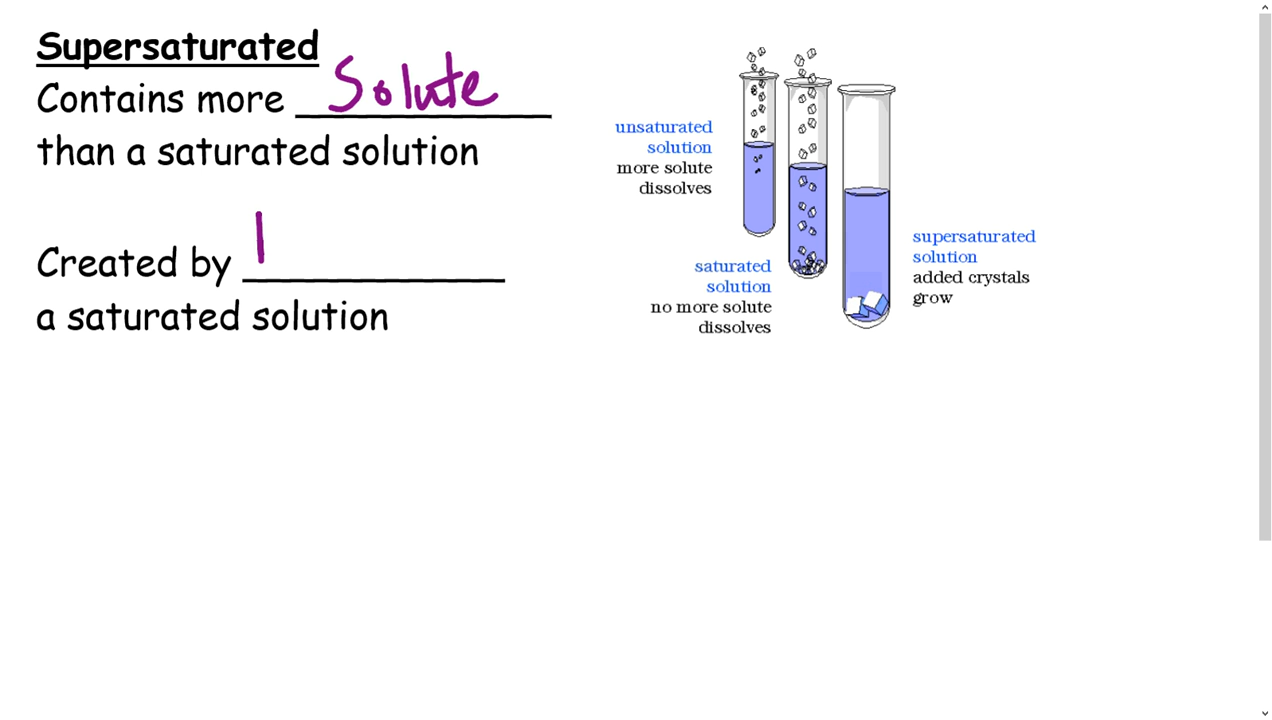 Supersaturated
Contains more Solute
than a saturated solution
Created by
a saturated solution
unsaturated
solution
more solute
dissolves
saturated
solution
no more solute
dissolves
supersaturated
solution
added crystals
grow